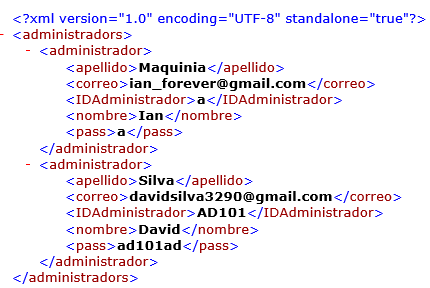 <?xml version="1.0" encoding="UTF-8" standalone="true"?>
- <administradors>
- <administrador>
<apellido>Maquinia</apellido>
<correo>ian_forever@gmail.com</correo>
<IDAdministrador>a</IDAdministrador>
<nombre>Ian</nombre>
<pass>a</pass>
</administrador>
- <administrador>
<apellido>Silva</apellido>
<correo>davidsilva3290@gmail.com</correo>
<IDAdministrador>AD101</IDAdministrador>
<nombre>David</nombre>
<pass>ad101ad</pass>
</administrador>
</administradors>